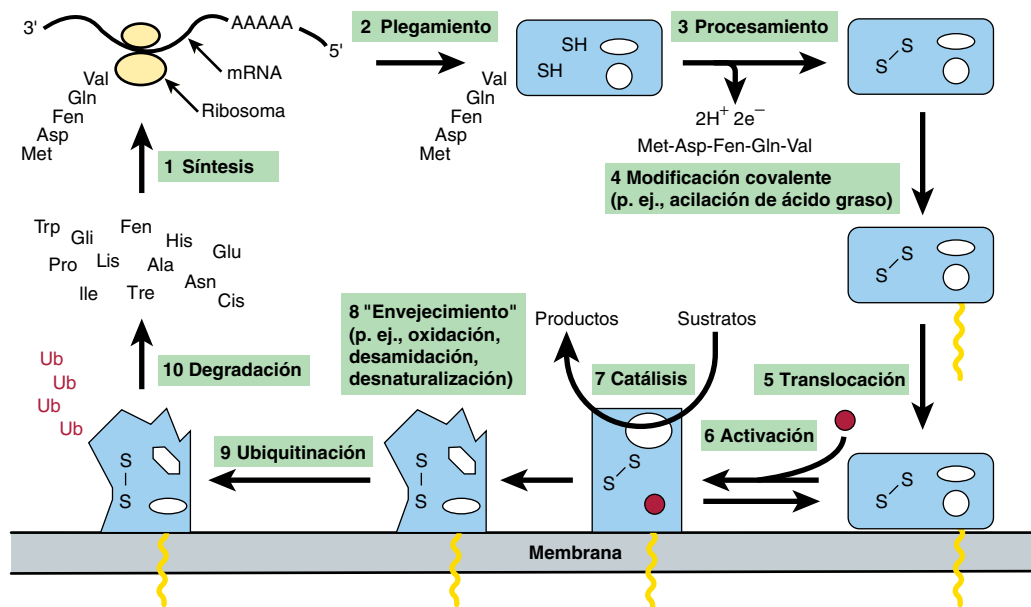 3'
AAAAA
5'
mRNA
Ribosoma
Val
Gln
Fen
Asp
Met
2 Plegamiento
Val
Gln
Fen
Asp
Met
SH
SH
3 Procesamiento
2H+ 2e−
Met-Asp-Fen-Gln-Val
S
S
1 Síntesis
4 Modificación covalente
(p. ej., acilación de ácido graso)
S
S
Trp
Gli
Fen
His
Glu
Pro
Lis
Ala
Asn
Ile
Tre
Cis
8 "Envejecimiento"
(p. ej., oxidación,
desamidación,
desnaturalización)
Productos
Sustratos
7 Catálisis
5 Translocación
10 Degradación
Ub
Ub
Ub
Ub
6 Activación
9 Ubiquitinación
S
S
S
S
S
S
S
S
Membrana